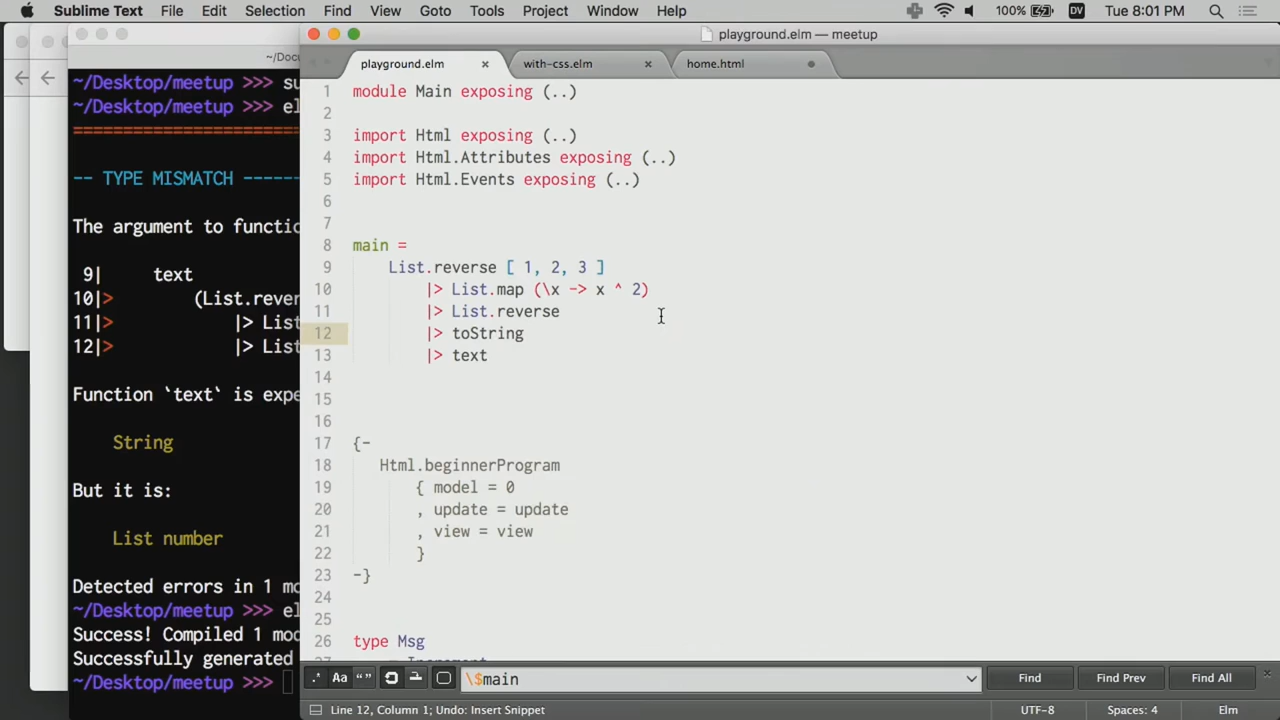 Sublime Text File Edit Selection Find View Goto Tools Project Window Help 100% DV Tue 8:01 PM
playground.elm — meetup
~/Docu
playground.elm × with-css.elm × home.html
~/Desktop/meetup >>> su
~/Desktop/meetup >>> el
==============================
-- TYPE MISMATCH ------
The argument to functio
9| text
10|> (List.rever
11|> |> List
12|> |> List
Function `text` is expe
String
But it is:
List number
Detected errors in 1 mo
~/Desktop/meetup >>> el
Success! Compiled 1 mod
Successfully generated
~/Desktop/meetup >>>
1 module Main exposing (..)
2
3 import Html exposing (..)
4 import Html.Attributes exposing (..)
5 import Html.Events exposing (..)
6
7
8 main =
9 List.reverse [ 1, 2, 3 ]
10 |> List.map (\x -> x ^ 2)
11 |> List.reverse
12 |> toString
13 |> text
14
15
16
17 {-
18 Html.beginnerProgram
19 { model = 0
20 , update = update
21 , view = view
22 }
23 -}
24
25
26 type Msg
27 = Increment
.* Aa “” \$main Find Find Prev Find All ×
Line 12, Column 1; Undo: Insert Snippet UTF-8 Spaces: 4 Elm